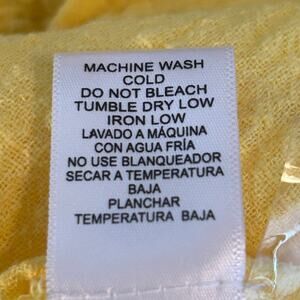 MACHINE WASH
COLD
DO NOT BLEACH
TUMBLE DRY LOW
IRON LOW
LAVADO A MÁQUINA
CON AGUA FRÍA
NO USE BLANQUEADOR
SECAR A TEMPERATURA
BAJA
PLANCHAR
TEMPERATURA BAJA